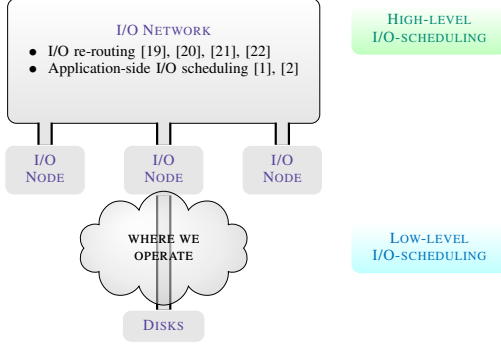 I/O NETWORK
• I/O re-routing [19], [20], [21], [22]
• Application-side I/O scheduling [1], [2]
HIGH-LEVEL
I/O-SCHEDULING
I/O
NODE
I/O
NODE
I/O
NODE
WHERE WE
OPERATE
LOW-LEVEL
I/O-SCHEDULING
DISKS